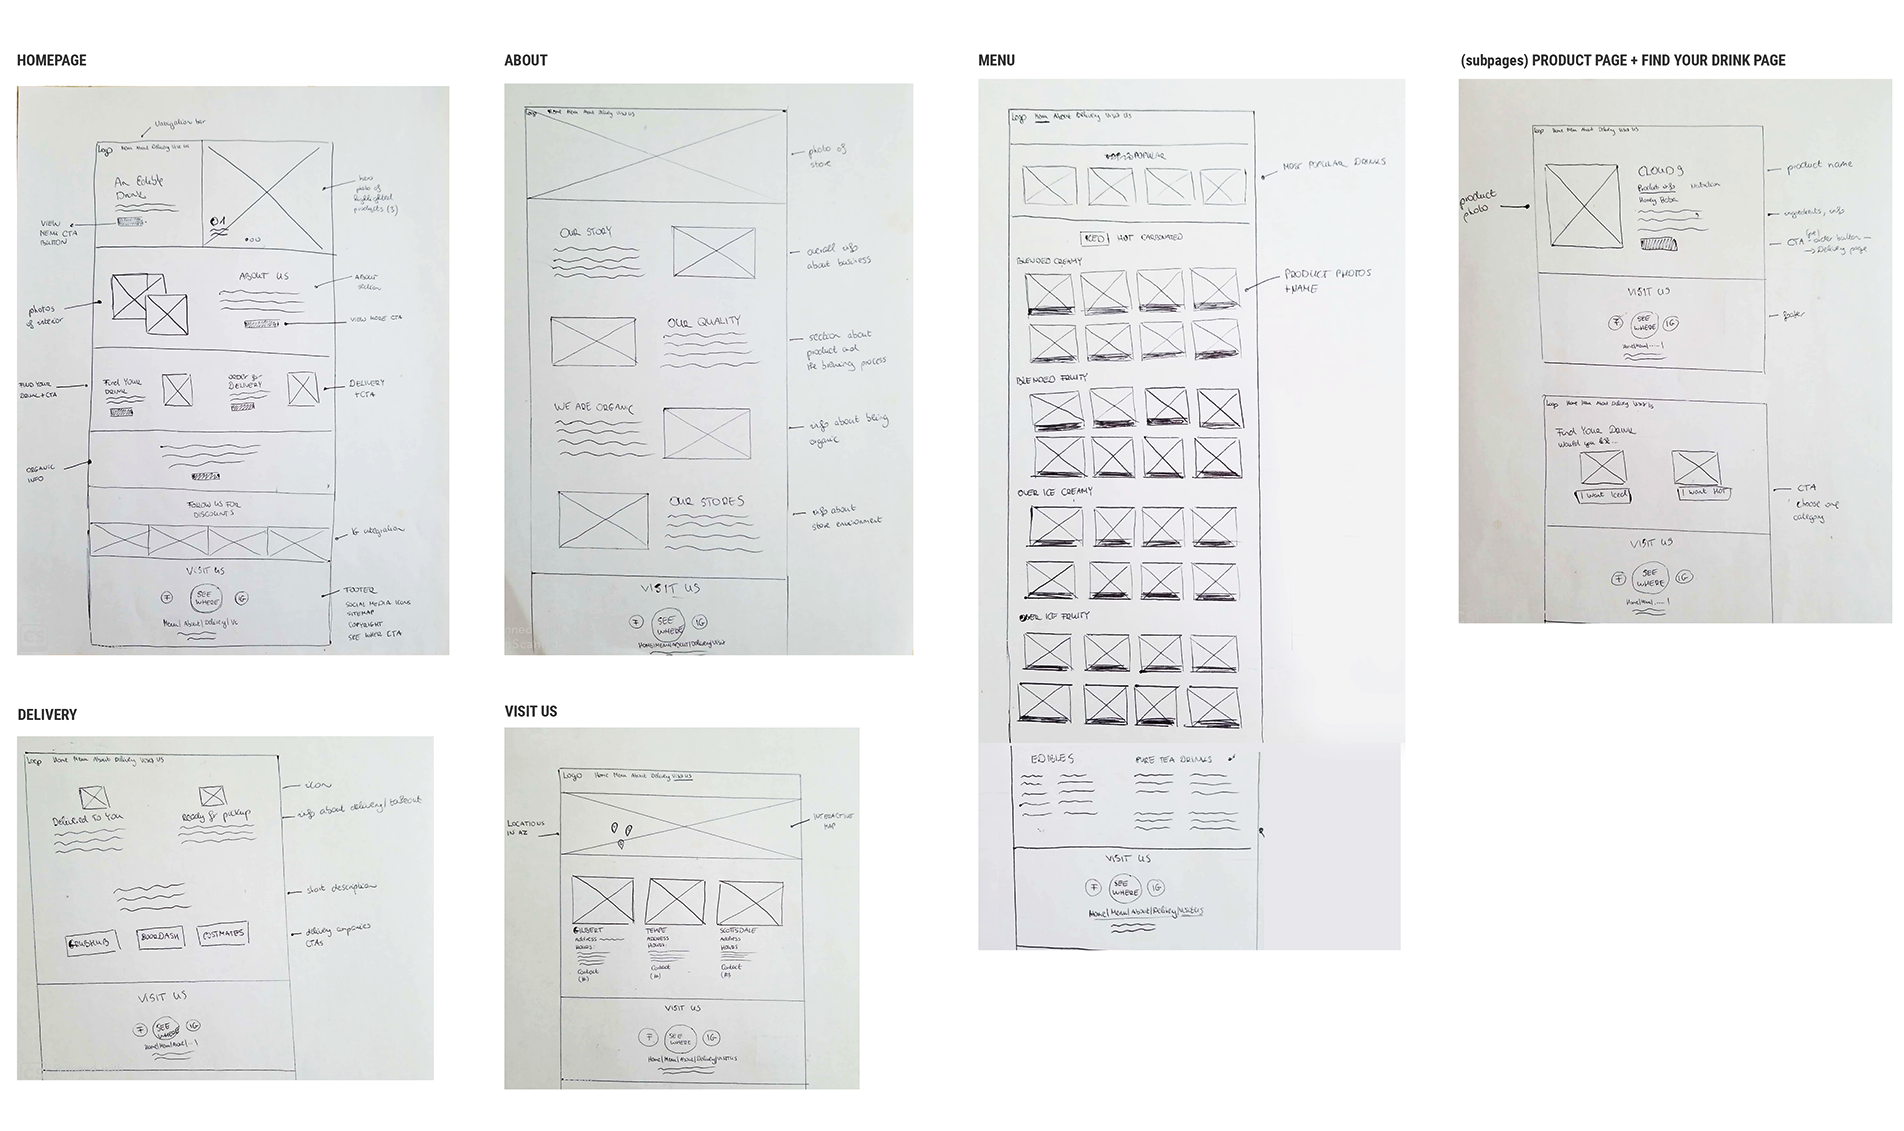 HOMEPAGE
Navigation bar
Logo Home Menu About Delivery Visit Us
An Edible
Drink
VIEW
MENU CTA
BUTTON
01
hero
photo of
highlighted
products (3)
photos
of interior
ABOUT US
ABOUT
section
VIEW MORE CTA
FIND YOUR
DRINK + CTA
Find Your
DRINK
order for
DELIVERY
DELIVERY
+ CTA
ORGANIC
INFO
FOLLOW US FOR
DISCOUNTS
IG integration
VISIT US
F
SEE
WHERE
IG
Menu/About/Delivery/Us
FOOTER
SOCIAL MEDIA ICONS
SITEMAP
COPYRIGHT
SEE WHER CTA
ABOUT
Logo Home Menu About Delivery Visit Us
photo of
store
OUR STORY
overall info
about business
OUR QUALITY
section about
product and
the brewing process
WE ARE ORGANIC
info about being
organic
OUR STORES
info about
store environment
VISIT US
F
SEE
WHERE
IG
HOME/MENU/ABOUT/DELIVERY/VISIT
MENU
Logo Menu About Delivery Visit Us
POPULAR
MOST POPULAR DRINKS
ICED HOT CARBONATED
BLENDED CREAMY
PRODUCT PHOTOS
+NAME
BLENDED FRUITY
OVER ICE CREAMY
OVER ICE FRUITY
EDIBLES
PURE TEA DRINKS
VISIT US
F
SEE
WHERE
IG
Home/Menu/About/Delivery/Visit Us
(subpages) PRODUCT PAGE + FIND YOUR DRINK PAGE
Logo Home Menu About Delivery Visit Us
product
photo
CLOUD 9
Product info Nutrition
Honey Boba
product name
ingredients, info
CTA - order button -
→ Delivery page
VISIT US
F
SEE
WHERE
IG
Home/Menu.....!
footer
Logo Home Menu About Delivery Visit Us
Find Your Drink
Would you like...
I want Iced
I want HOT
CTA
choose one
category
VISIT US
F
SEE
WHERE
IG
Home/Menu.....!
DELIVERY
Logo Home Menu About Delivery Visit Us
icon
Delivered To You
Ready for pickup
info about delivery/takeout
short description
GRUBHUB
DOORDASH
POSTMATES
delivery companies
CTAs
VISIT US
F
SEE
WHERE
IG
Home/Menu/About/...!
VISIT US
Logo Home Menu About Delivery Visit Us
LOCATIONS
IN AZ
INTERACTIVE
MAP
GILBERT
Address
HOURS:
Contact
TEMPE
ADDRESS
HOURS
Contact
SCOTTSDALE
ADDRESS
HOURS
Contact
VISIT US
F
SEE
WHERE
IG
Home/Menu/About/Delivery/VISIT US